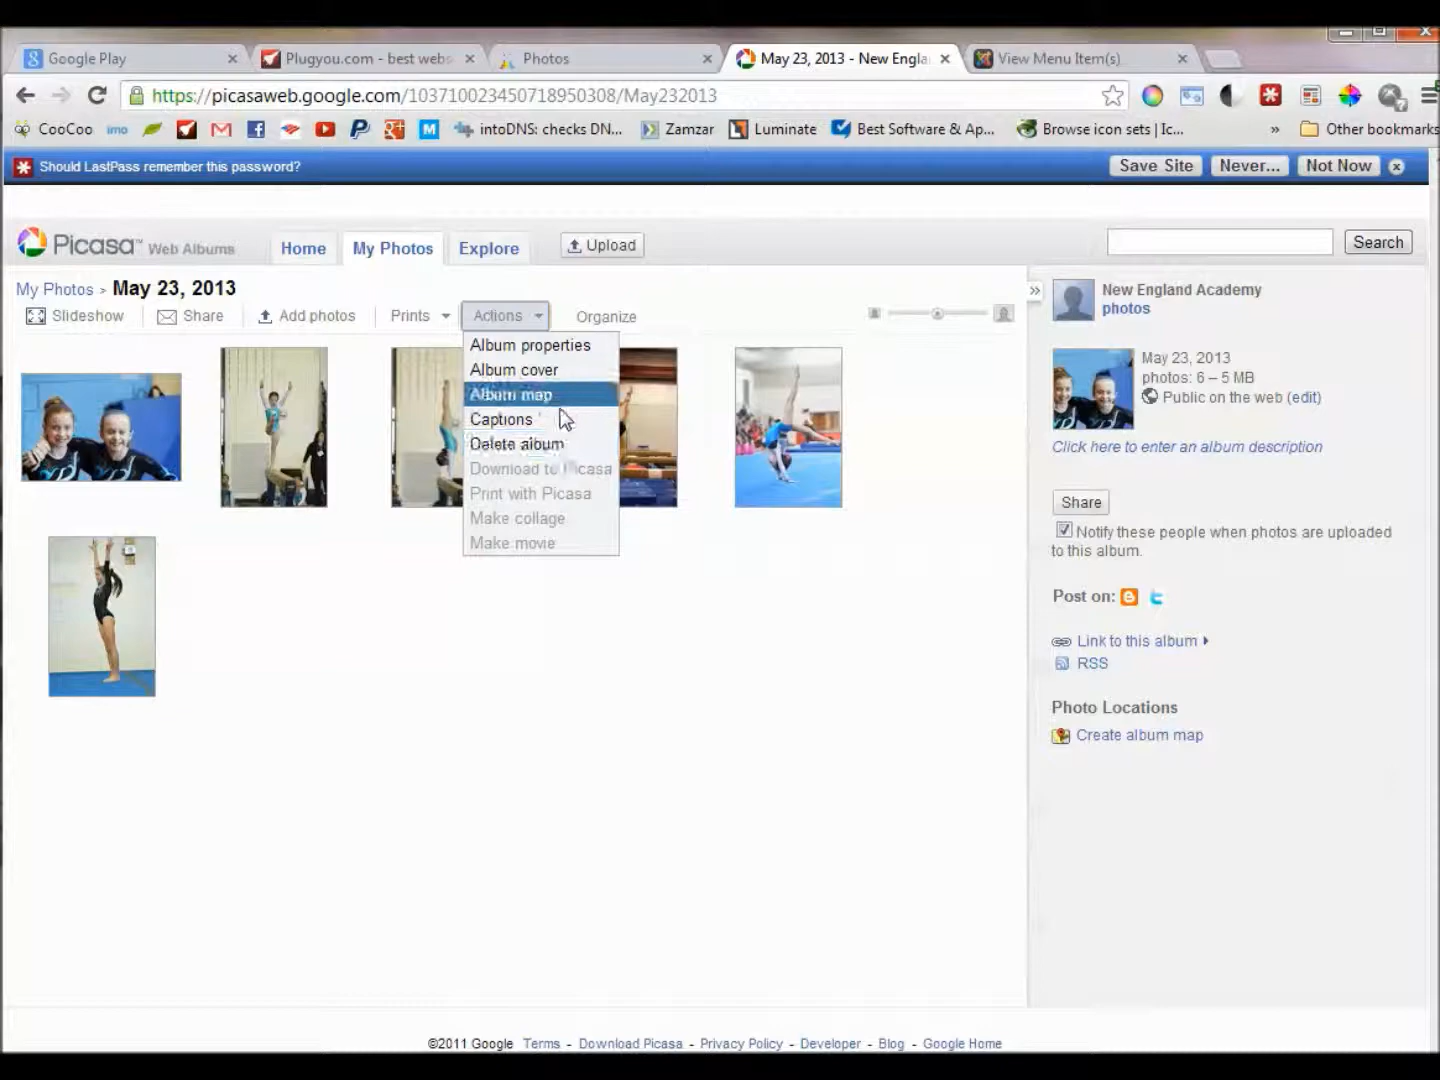 Google Play
Plugyou.com - best webs
Photos
May 23, 2013 - New Engla
View Menu Item(s)
https://picasaweb.google.com/103710023450718950308/May232013
CooCoo
imo
intoDNS: checks DN...
Zamzar
Luminate
Best Software & Ap...
Browse icon sets | Ic...
»
Other bookmarks
Should LastPass remember this password?
Save Site
Never...
Not Now
Picasa™ Web Albums
Home
My Photos
Explore
Upload
Search
My Photos > May 23, 2013
Slideshow
Share
Add photos
Prints
Actions
Organize
Album properties
Album cover
Album map
Captions
Delete album
Download to Picasa
Print with Picasa
Make collage
Make movie
»
New England Academy
photos
May 23, 2013
photos: 6 – 5 MB
Public on the web (edit)
Click here to enter an album description
Share
Notify these people when photos are uploaded
to this album.
Post on:
Link to this album
RSS
Photo Locations
Create album map
©2011 Google Terms - Download Picasa - Privacy Policy - Developer - Blog - Google Home